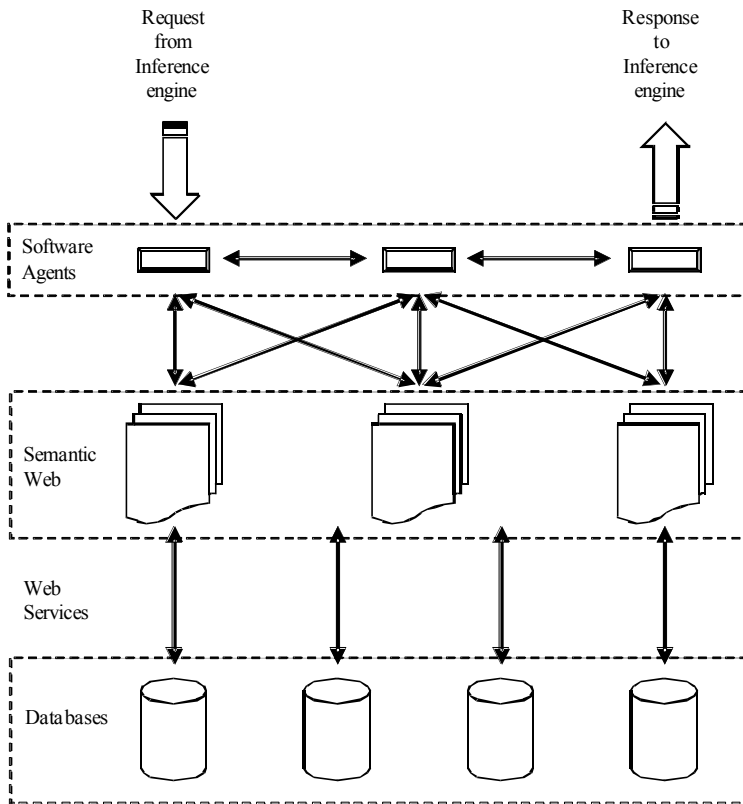 Request
from
Inference
engine
Response
to
Inference
engine
Software
Agents
Semantic
Web
Web
Services
Databases